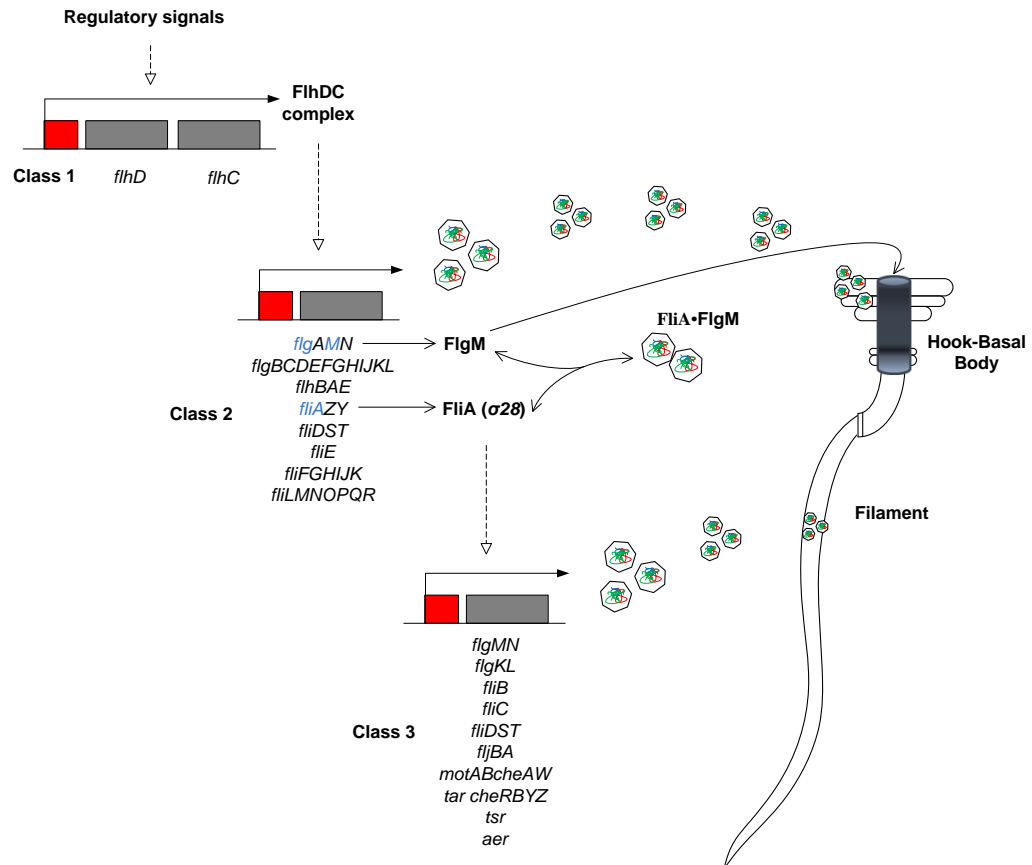 Regulatory signals
FlhDC
complex
Class 1
flhD
flhC
flgAMN
flgBCDEFGHIJKL
flhBAE
fliAZY
fliDST
fliE
fliFGHIJK
fliLMNOPQR
Class 2
FlgM
FliA (σ28)
FliA•FlgM
Hook-Basal
Body
Filament
Class 3
flgMN
flgKL
fliB
fliC
fliDST
fljBA
motABcheAW
tar cheRBYZ
tsr
aer